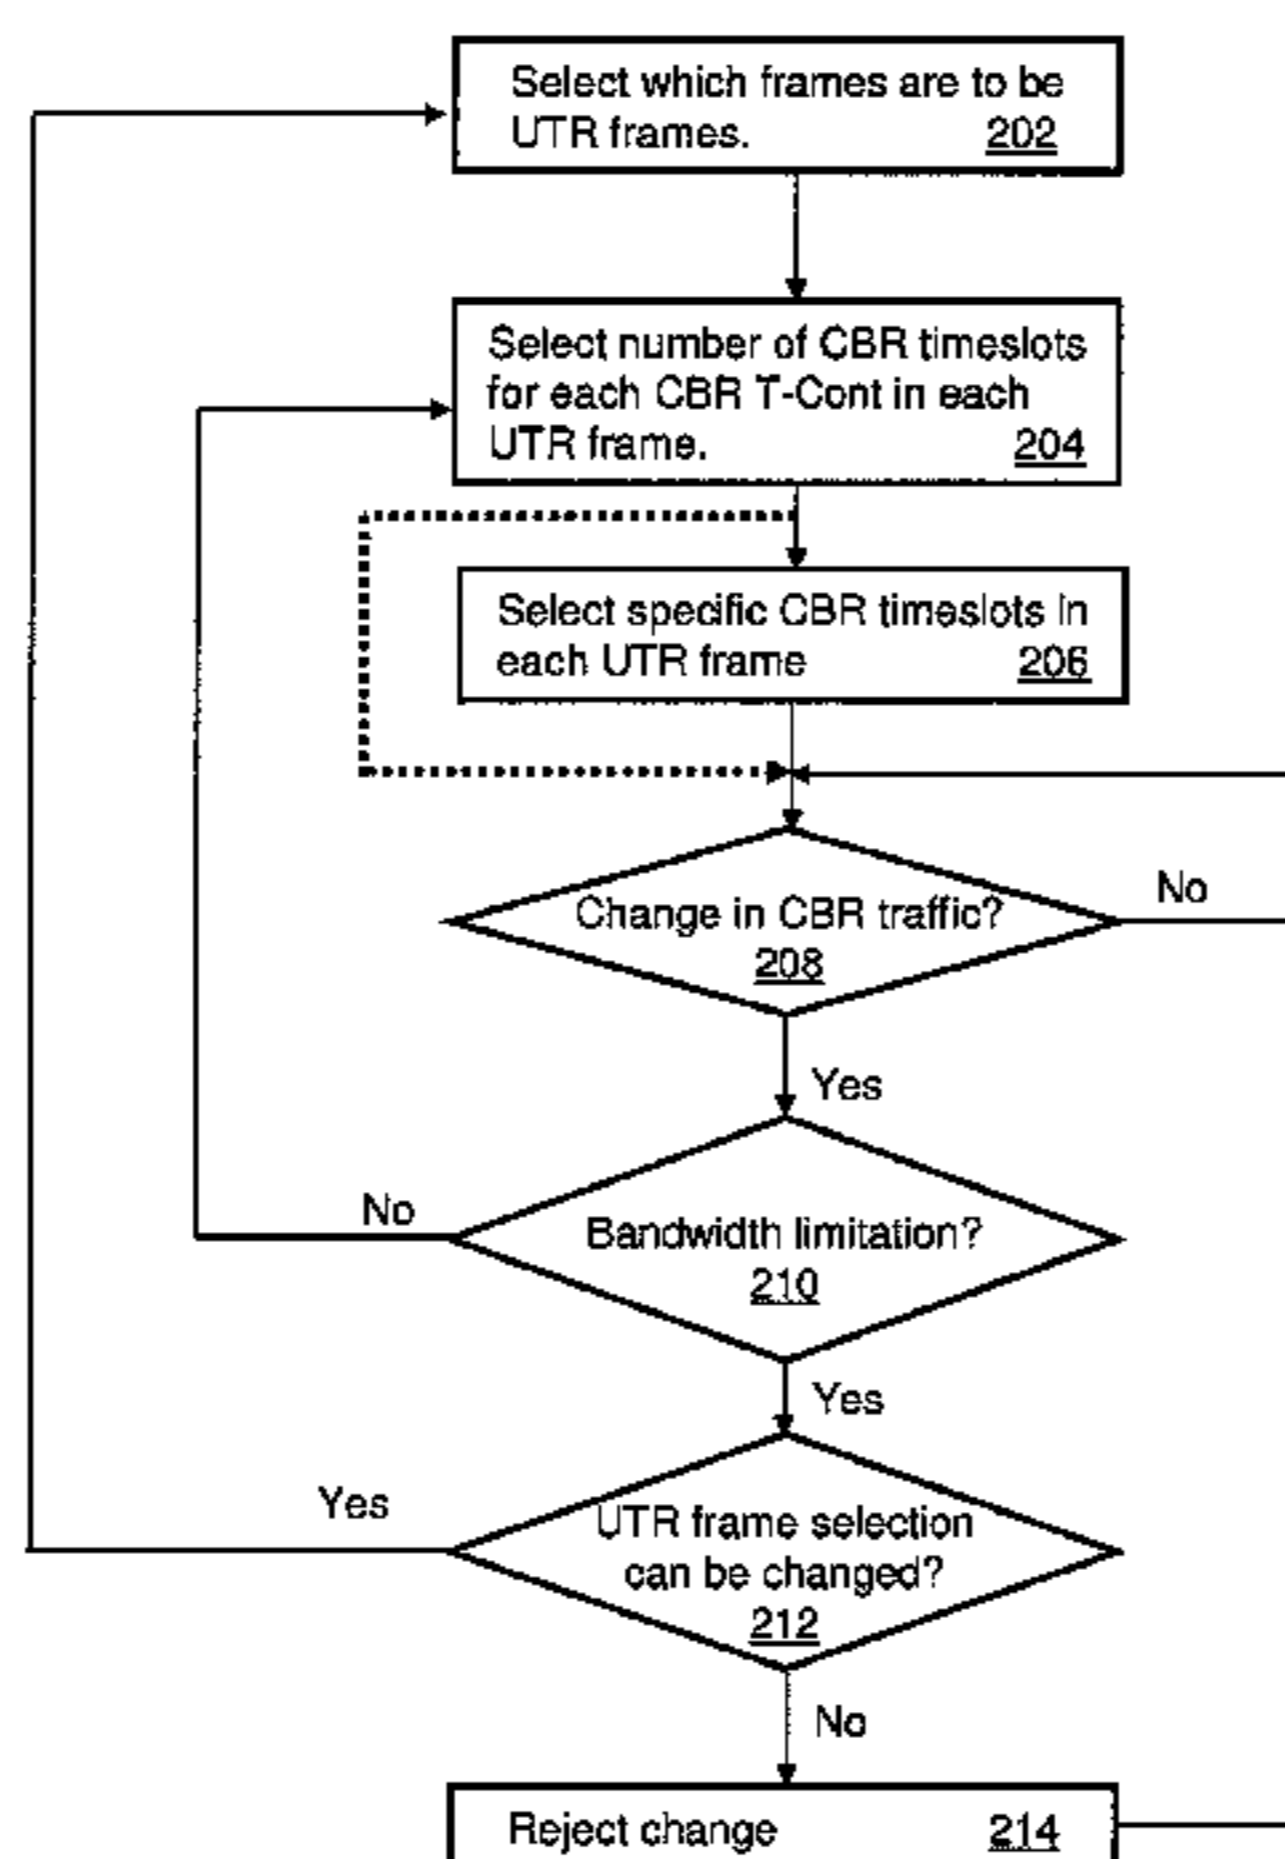 Select which frames are to be
UTR frames. 202
Select number of CBR timeslots
for each CBR T-Cont in each
UTR frame. 204
Select specific CBR timeslots in
each UTR frame 206
Change in CBR traffic?
208
No
Yes
No
Bandwidth limitation?
210
Yes
Yes
UTR frame selection
can be changed?
212
No
Reject change 214